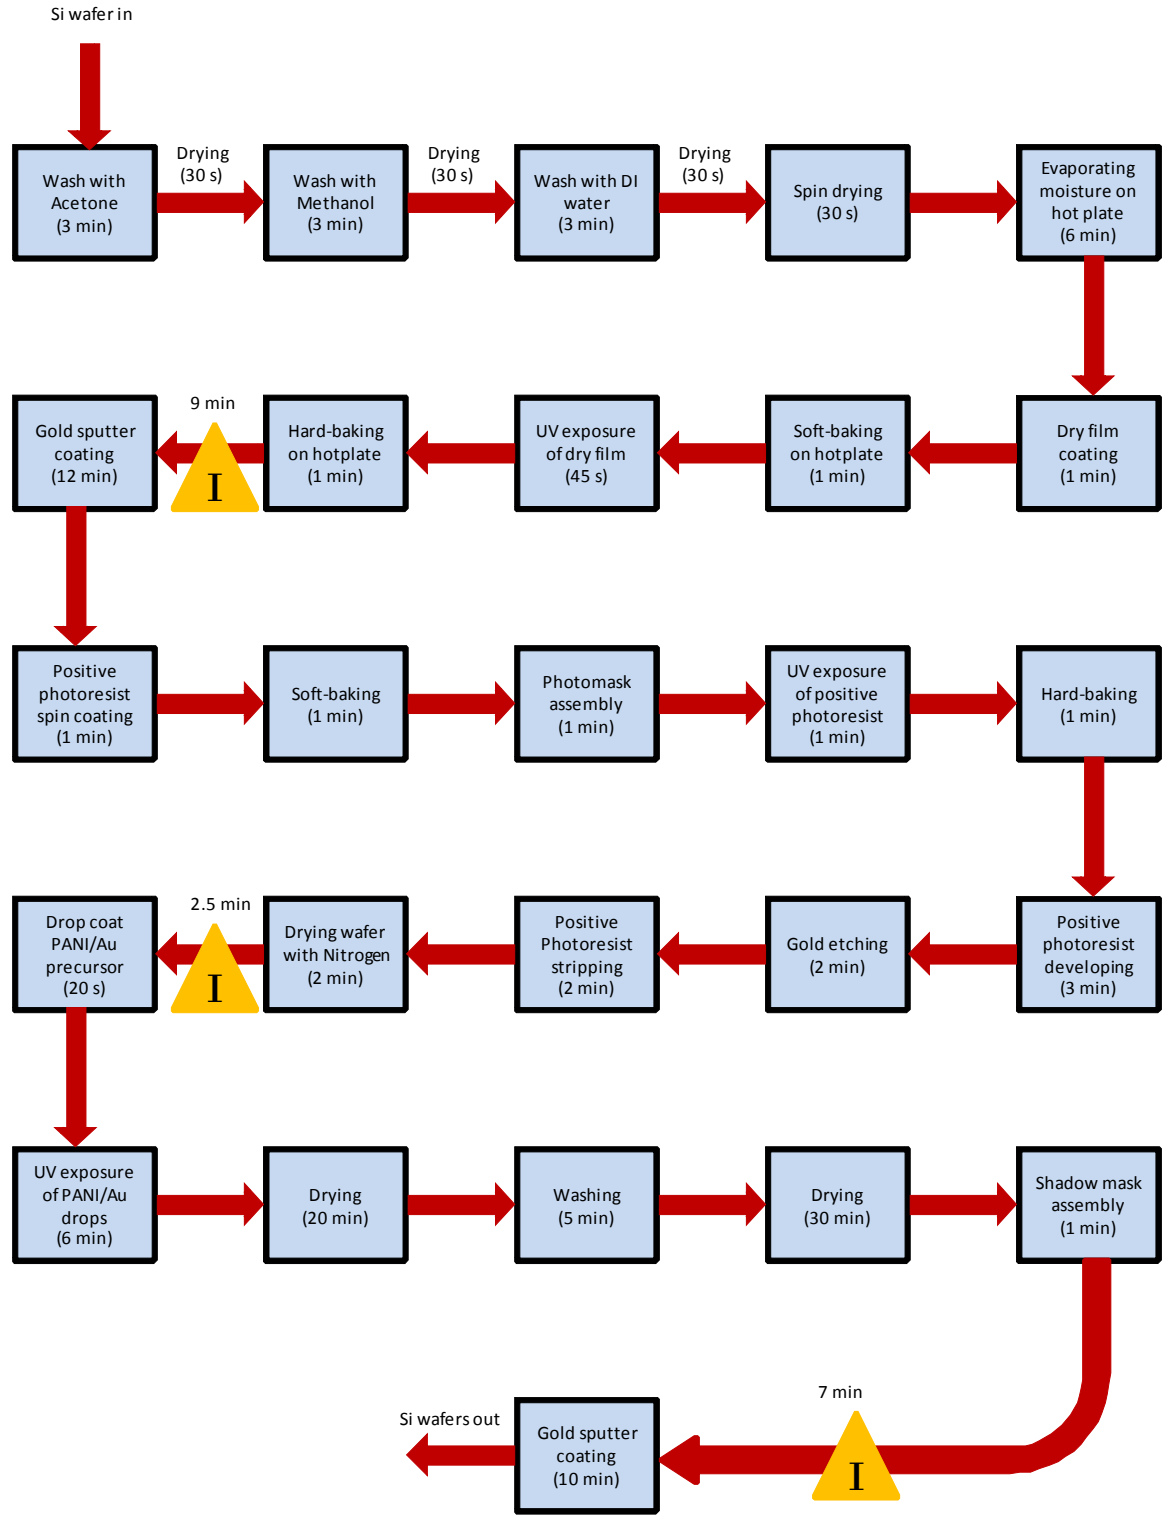 Si wafer in
Wash with
Acetone
(3 min)
Drying
(30 s)
Wash with
Methanol
(3 min)
Drying
(30 s)
Wash with DI
water
(3 min)
Drying
(30 s)
Spin drying
(30 s)
Evaporating
moisture on
hot plate
(6 min)
Dry film
coating
(1 min)
Soft-baking
on hotplate
(1 min)
UV exposure
of dry film
(45 s)
Hard-baking
on hotplate
(1 min)
9 min
I
Gold sputter
coating
(12 min)
Positive
photoresist
spin coating
(1 min)
Soft-baking
(1 min)
Photomask
assembly
(1 min)
UV exposure
of positive
photoresist
(1 min)
Hard-baking
(1 min)
Positive
photoresist
developing
(3 min)
Gold etching
(2 min)
Positive
Photoresist
stripping
(2 min)
Drying wafer
with Nitrogen
(2 min)
2.5 min
I
Drop coat
PANI/Au
precursor
(20 s)
UV exposure
of PANI/Au
drops
(6 min)
Drying
(20 min)
Washing
(5 min)
Drying
(30 min)
Shadow mask
assembly
(1 min)
7 min
I
Gold sputter
coating
(10 min)
Si wafers out